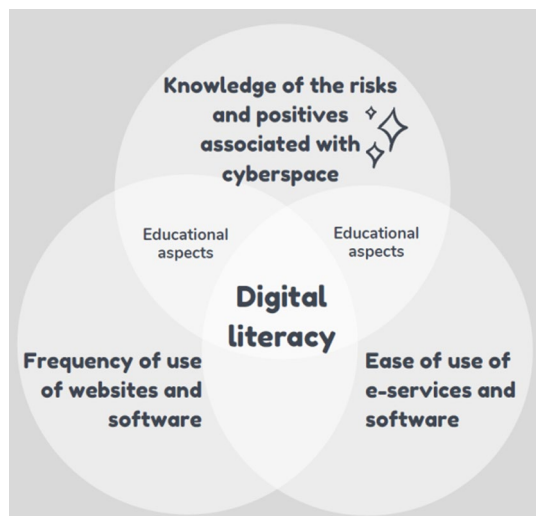 Knowledge of the risks
and positives
associated with
cyberspace
Educational
aspects
Educational
aspects
Digital
literacy
Frequency of use
of websites and
software
Ease of use of
e-services and
software